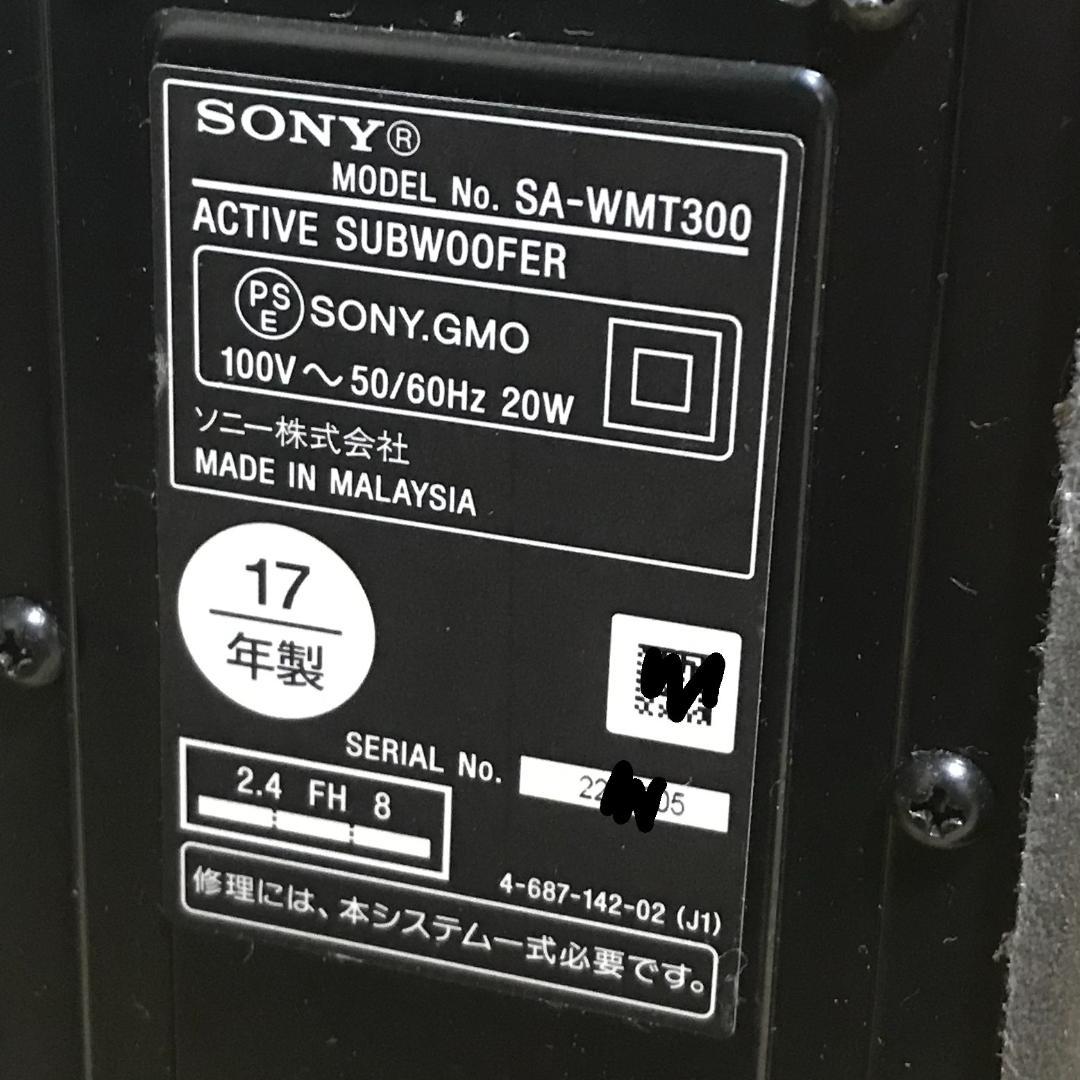 SONY®
MODEL No. SA-WMT300
ACTIVE SUBWOOFER
PSE SONY.GMO
100V～50/60Hz 20W
ソニー株式会社
MADE IN MALAYSIA
17
年製
SERIAL No.
22 05
2.4 FH 8
4-687-142-02 (J1)
修理には、本システム一式必要です。